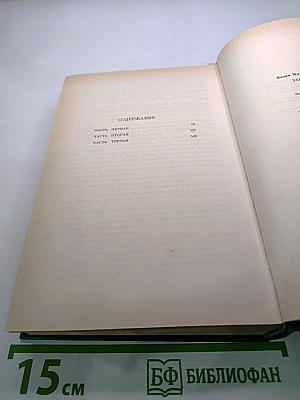 СОДЕРЖАНИЕ
ЧАСТЬ ПЕРВАЯ
ЧАСТЬ ВТОРАЯ
ЧАСТЬ ТРЕТЬЯ
15 см
БФ БИБЛИОФАН